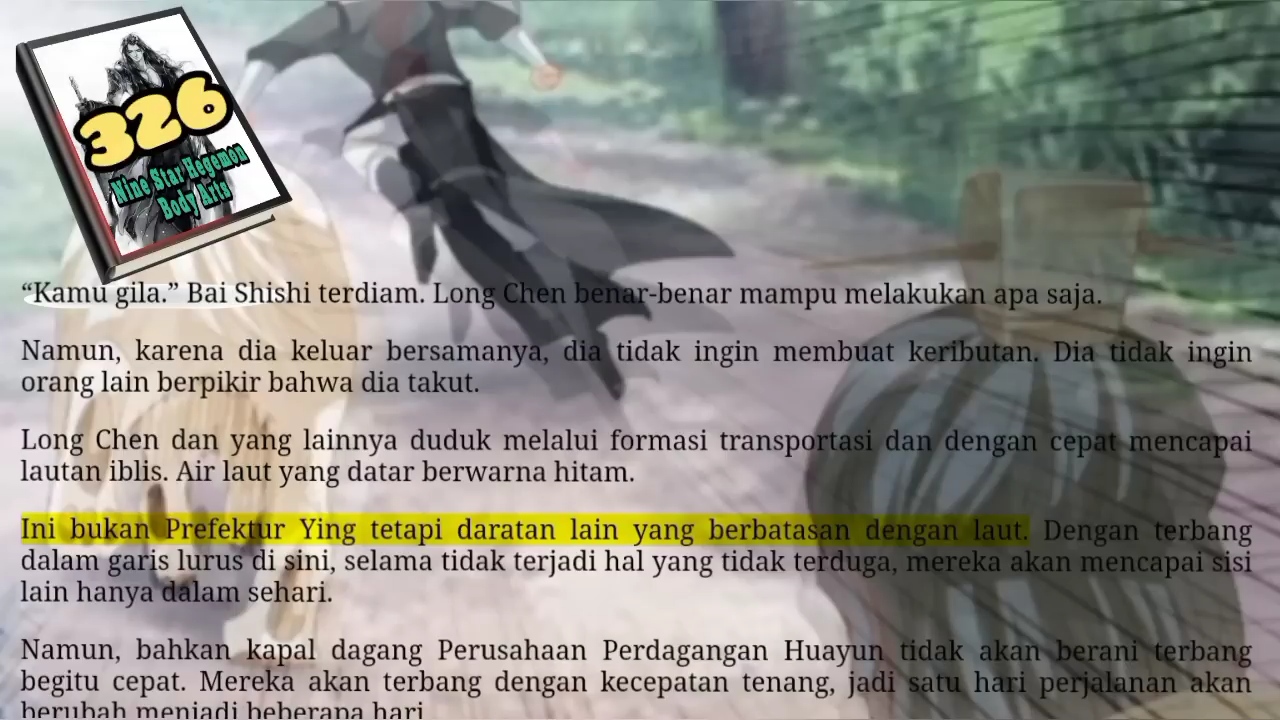 326
Nine Star Hegemon
Body Arts
“Kamu gila.” Bai Shishi terdiam. Long Chen benar-benar mampu melakukan apa saja.
Namun, karena dia keluar bersamanya, dia tidak ingin membuat keributan. Dia tidak ingin
orang lain berpikir bahwa dia takut.
Long Chen dan yang lainnya duduk melalui formasi transportasi dan dengan cepat mencapai
lautan iblis. Air laut yang datar berwarna hitam.
Ini bukan Prefektur Ying tetapi daratan lain yang berbatasan dengan laut. Dengan terbang
dalam garis lurus di sini, selama tidak terjadi hal yang tidak terduga, mereka akan mencapai sisi
lain hanya dalam sehari.
Namun, bahkan kapal dagang Perusahaan Perdagangan Huayun tidak akan berani terbang
begitu cepat. Mereka akan terbang dengan kecepatan tenang, jadi satu hari perjalanan akan
berubah menjadi beberapa hari